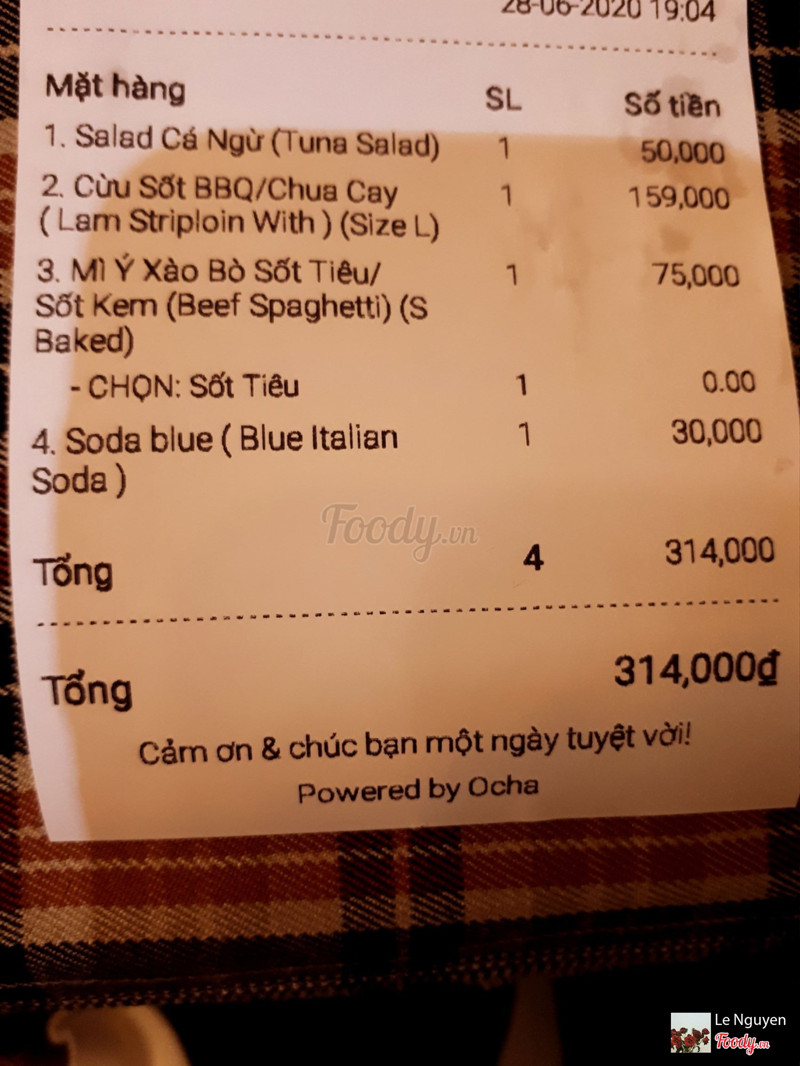 28-06-2020 19:04
Mặt hàng SL Số tiền
1. Salad Cá Ngừ (Tuna Salad) 1 50,000
2. Cừu Sốt BBQ/Chua Cay 1 159,000
( Lam Striploin With ) (Size L)
3. Mì Ý Xào Bò Sốt Tiêu/ 1 75,000
Sốt Kem (Beef Spaghetti) (S
Baked)
- CHỌN: Sốt Tiêu 1 0.00
4. Soda blue ( Blue Italian 1 30,000
Soda )
Foody.vn
Tổng 4 314,000
Tổng 314,000₫
Cảm ơn & chúc bạn một ngày tuyệt vời!
Powered by Ocha
Le Nguyen
Foody.vn